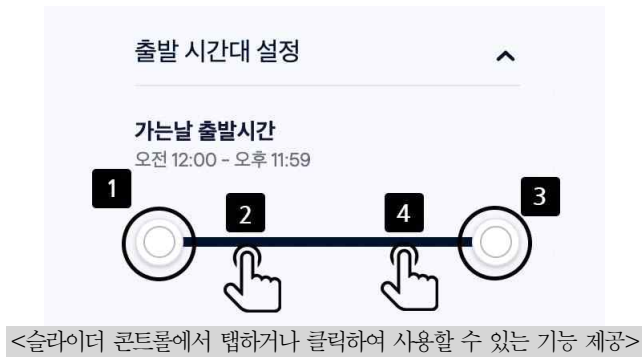 출발 시간대 설정
가는날 출발시간
오전 12:00 - 오후 11:59
1
2
4
3
<슬라이더 콘트롤에서 탭하거나 클릭하여 사용할 수 있는 기능 제공>